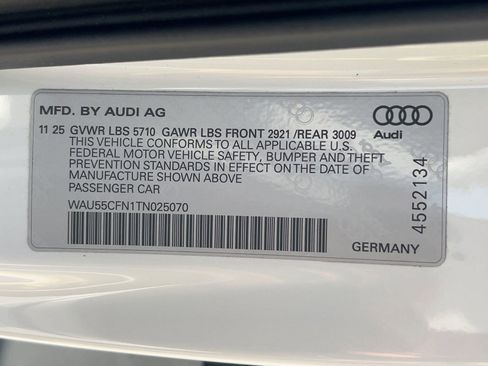 MFD. BY AUDI AG
11 25 GVWR LBS 5710 GAWR LBS FRONT 2921 /REAR 3009
Audi
THIS VEHICLE CONFORMS TO ALL APPLICABLE U.S.
FEDERAL MOTOR VEHICLE SAFETY, BUMPER AND THEFT
PREVENTION STANDARDS IN EFFECT ON THE DATE OF
MANUFACTURE SHOWN ABOVE
PASSENGER CAR
WAU55CFN1TN025070
GERMANY
4552134